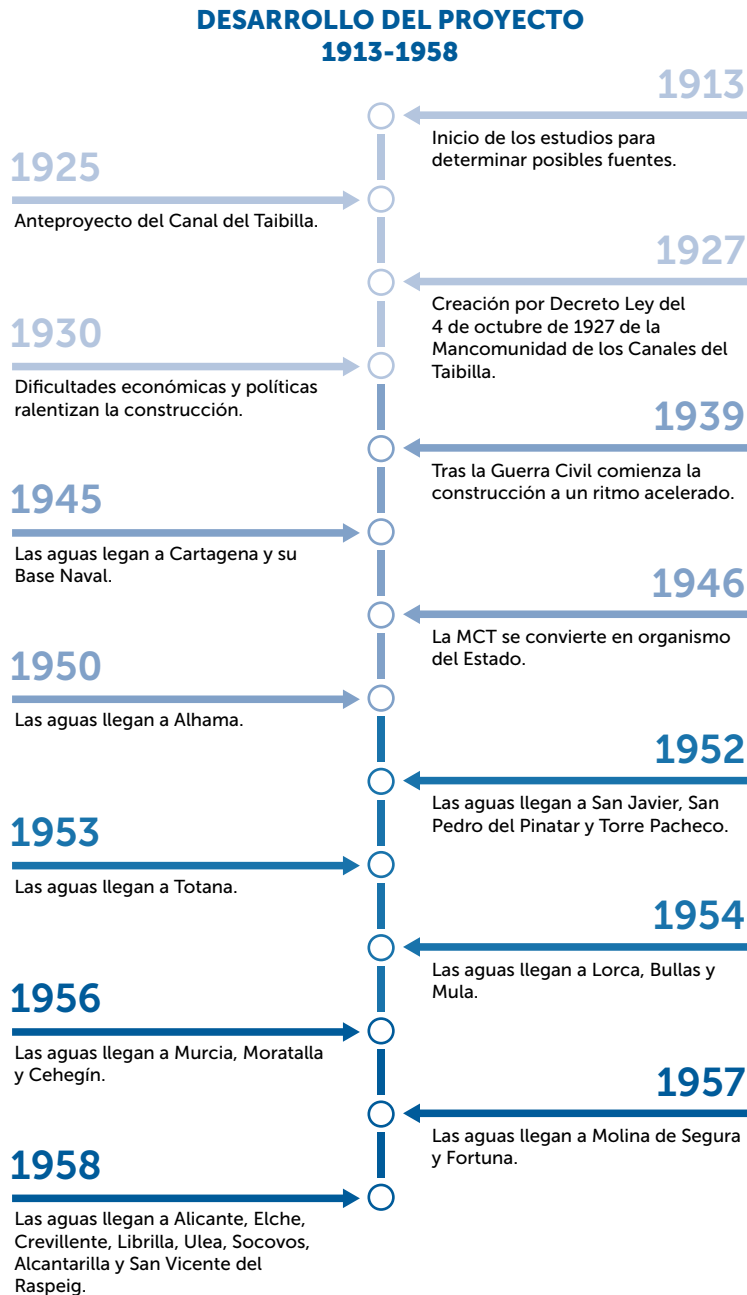 DESARROLLO DEL PROYECTO
1913-1958
1913
Inicio de los estudios para
determinar posibles fuentes.
1925
Anteproyecto del Canal del Taibilla.
1927
Creación por Decreto Ley del
4 de octubre de 1927 de la
Mancomunidad de los Canales del
Taibilla.
1930
Dificultades económicas y políticas
ralentizan la construcción.
1939
Tras la Guerra Civil comienza la
construcción a un ritmo acelerado.
1945
Las aguas legan a Cartagena y su
Base Naval.
1946
La MCT se convierte en organismo
del Estado.
1950
Las aguas llegan a Alhama.
1952
Las aguas llegan a San Javier, San
Pedro del Pinatar y Torre Pacheco.
1953
Las aguas llegan a Totana.
1954
Las aguas llegan a Lorca, Bullas y
Mula.
1956
Las aguas llegan a Murcia, Moratalla
y Cehegín.
1957
Las aguas llegan a Molina de Segura
y Fortuna.
1958
Las aguas llegan a Alicante, Elche,
Crevillente, Librilla, Ulea, Socovos,
Alcantarilla y San Vicente del
Raspeig.